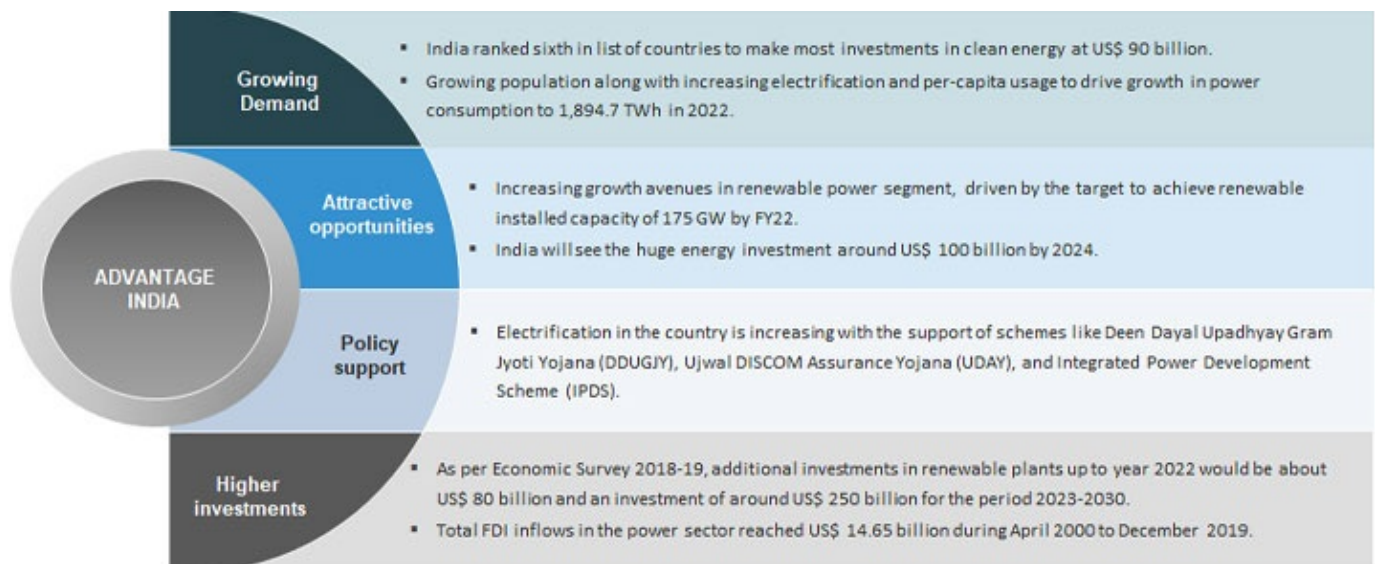 Growing
Demand
▪ India ranked sixth in list of countries to make most investments in clean energy at US$ 90 billion.
▪ Growing population along with increasing electrification and per-capita usage to drive growth in power
consumption to 1,894.7 TWh in 2022.
ADVANTAGE
INDIA
Attractive
opportunities
▪ Increasing growth avenues in renewable power segment, driven by the target to achieve renewable
installed capacity of 175 GW by FY22.
▪ India will see the huge energy investment around US$ 100 billion by 2024.
Policy
support
▪ Electrification in the country is increasing with the support of schemes like Deen Dayal Upadhyay Gram
Jyoti Yojana (DDUGJY), Ujwal DISCOM Assurance Yojana (UDAY), and Integrated Power Development
Scheme (IPDS).
Higher
investments
▪ As per Economic Survey 2018-19, additional investments in renewable plants up to year 2022 would be about
US$ 80 billion and an investment of around US$ 250 billion for the period 2023-2030.
▪ Total FDI inflows in the power sector reached US$ 14.65 billion during April 2000 to December 2019.